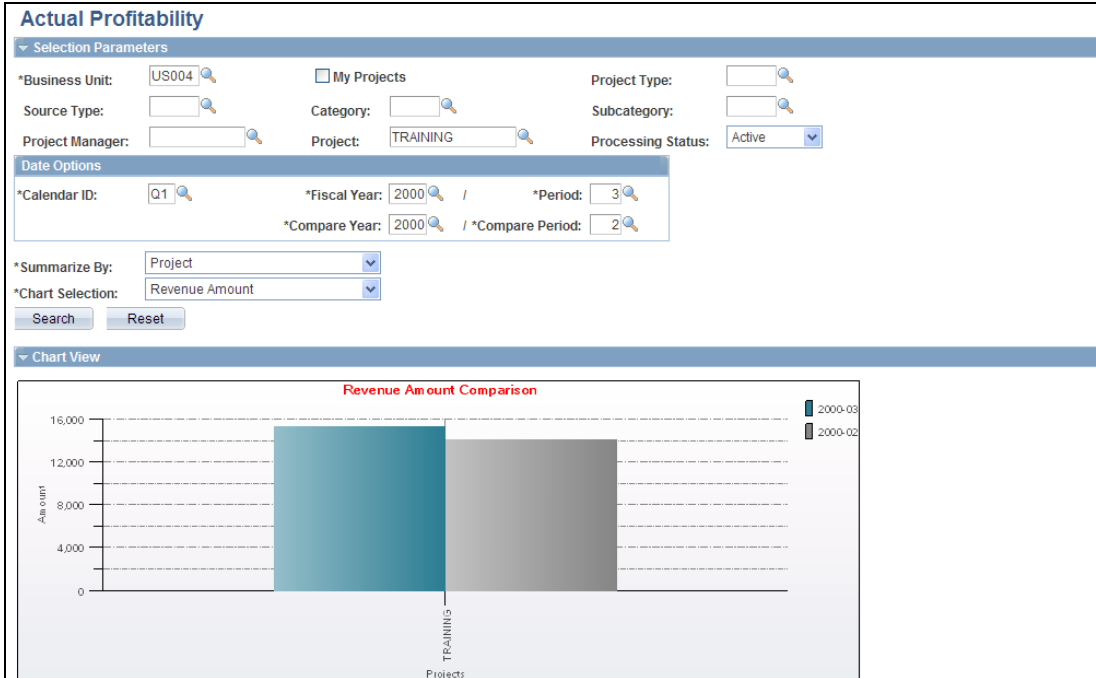 Actual Profitability
Selection Parameters
*Business Unit: US004 My Projects Project Type:
Source Type: Category: Subcategory:
Project Manager: Project: TRAINING Processing Status: Active
Date Options
*Calendar ID: Q1 *Fiscal Year: 2000 / *Period: 3
*Compare Year: 2000 / *Compare Period: 2
*Summarize By: Project
*Chart Selection: Revenue Amount
Search Reset
Chart View
Revenue Amount Comparison
2000-03
2000-02
16,000
12,000
8,000
4,000
0
Amount
TRAINING
Projects